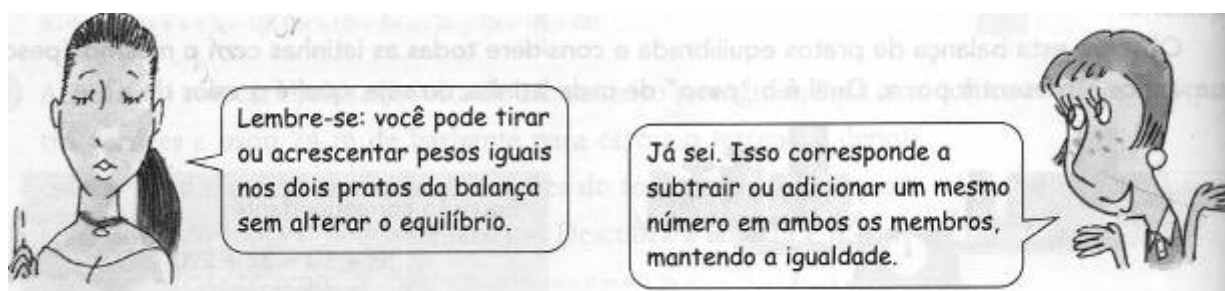 Lembre-se: você pode tirar
ou acrescentar pesos iguais
nos dois pratos da balança
sem alterar o equilíbrio.
Já sei. Isso corresponde a
subtrair ou adicionar um mesmo
número em ambos os membros,
mantendo a igualdade.